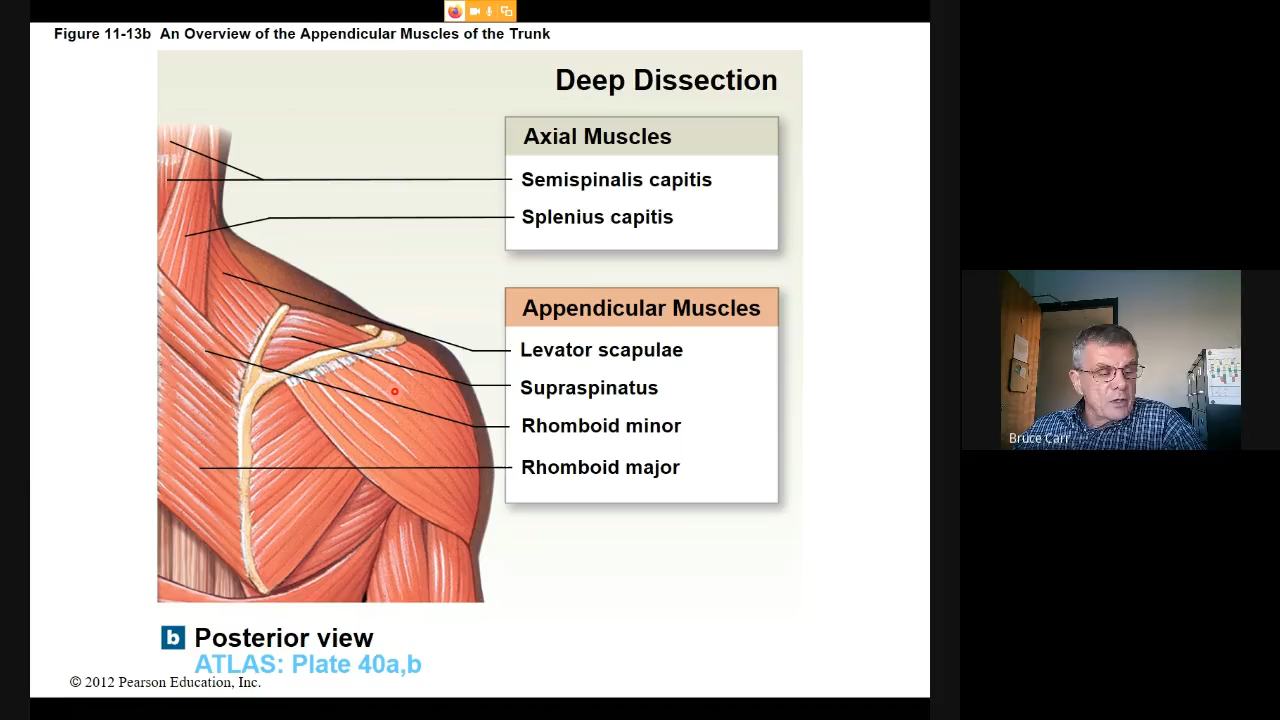 Figure 11-13b An Overview of the Appendicular Muscles of the Trunk
Deep Dissection
Axial Muscles
Semispinalis capitis
Splenius capitis
Appendicular Muscles
Levator scapulae
Supraspinatus
Rhomboid minor
Rhomboid major
b Posterior view
ATLAS: Plate 40a,b
© 2012 Pearson Education, Inc.
Bruce Carr